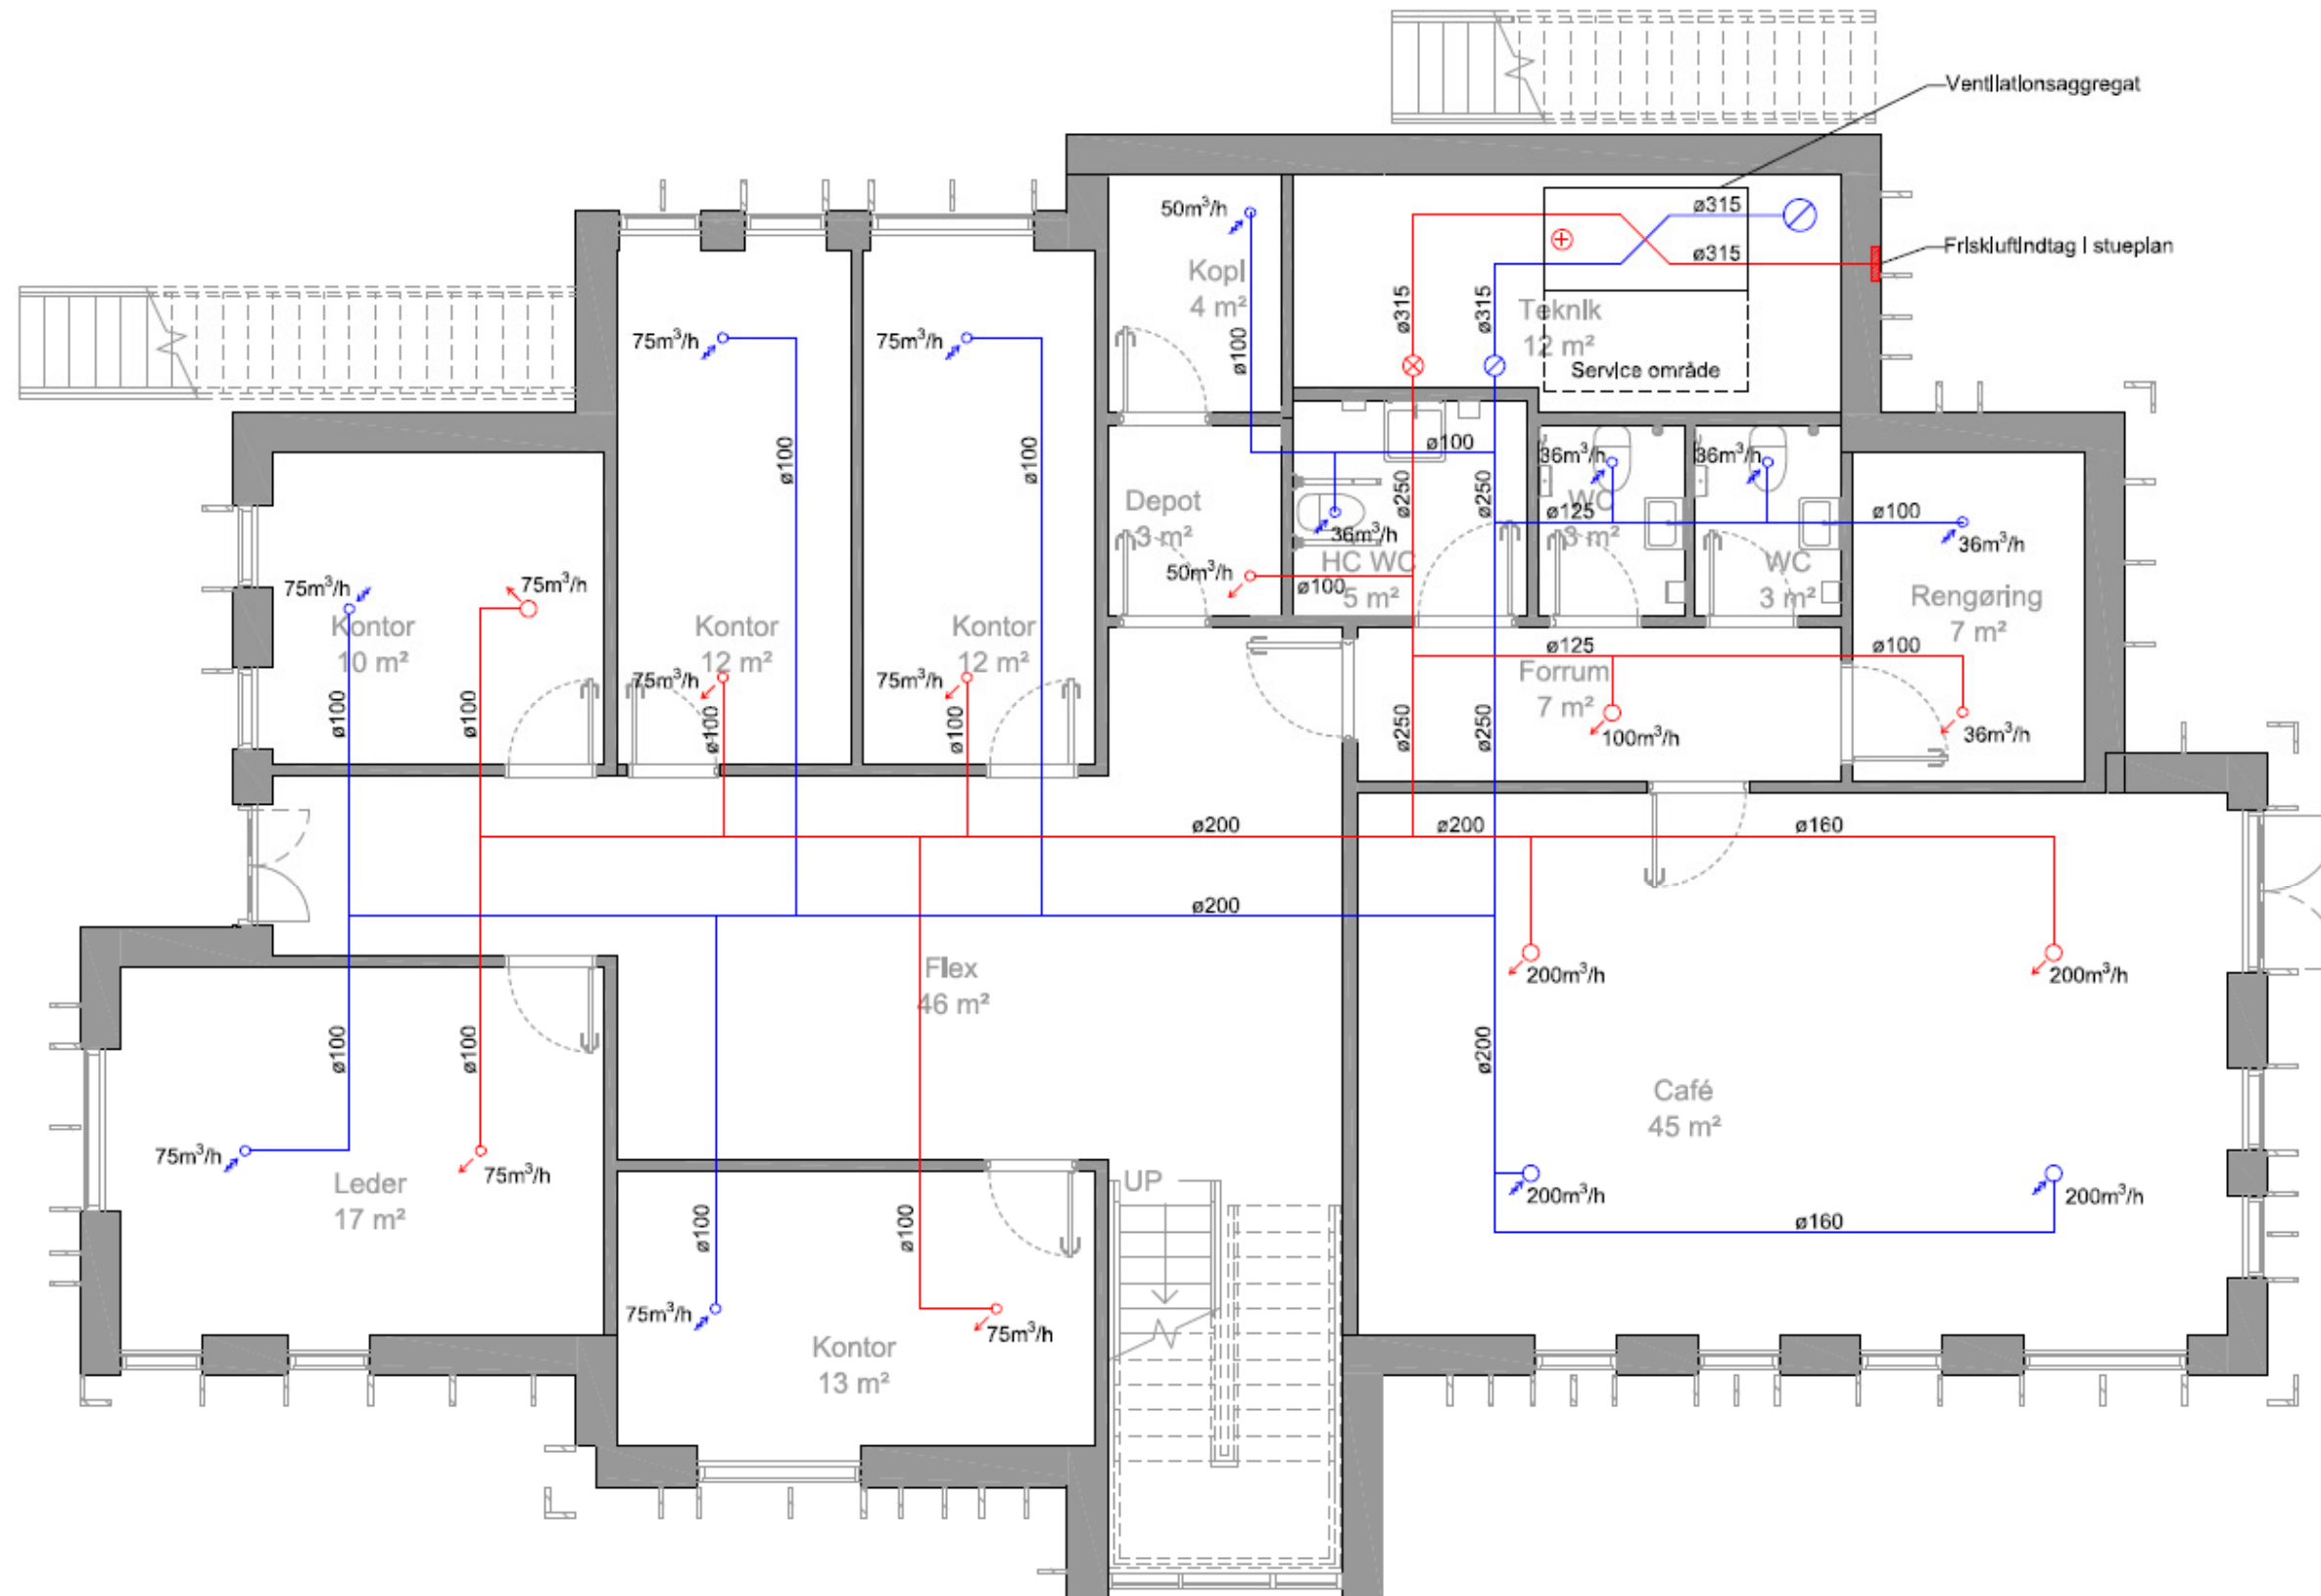 Ventilationsaggregat
50m³/h
ø315
Friskluftindtag i stueplan
ø315
Kopi
4 m²
ø315
ø315
Teknik
12 m²
75m³/h
75m³/h
ø100
Service område
ø100
ø100
ø100
36m³/h
36m³/h
Depot
3 m²
ø250
ø250
WC
3 m²
ø125
ø100
36m³/h
36m³/h
HC WC
5 m²
50m³/h
ø100
WC
3 m²
Rengøring
7 m²
75m³/h
75m³/h
Kontor
10 m²
Kontor
12 m²
Kontor
12 m²
ø125
ø100
Forrum
7 m²
75m³/h
75m³/h
ø100
ø100
ø100
ø100
ø250
ø250
100m³/h
36m³/h
ø200
ø200
ø160
ø200
Flex
46 m²
200m³/h
200m³/h
ø100
ø100
ø200
Café
45 m²
75m³/h
75m³/h
Leder
17 m²
UP
200m³/h
200m³/h
ø100
ø100
ø160
75m³/h
75m³/h
Kontor
13 m²